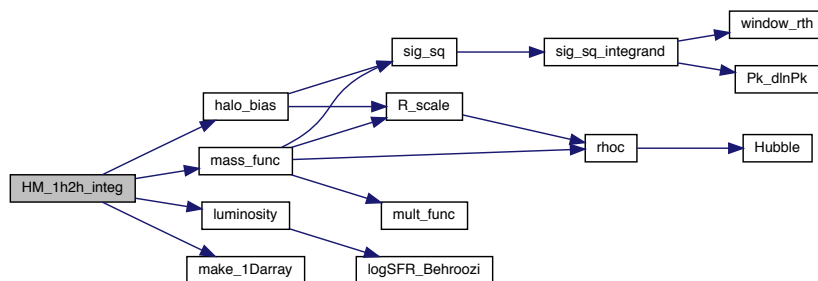 HM_1h2h_integ
halo_bias
mass_func
luminosity
make_1Darray
sig_sq
R_scale
mult_func
logSFR_Behroozi
sig_sq_integrand
rhoc
window_rth
Pk_dlnPk
Hubble